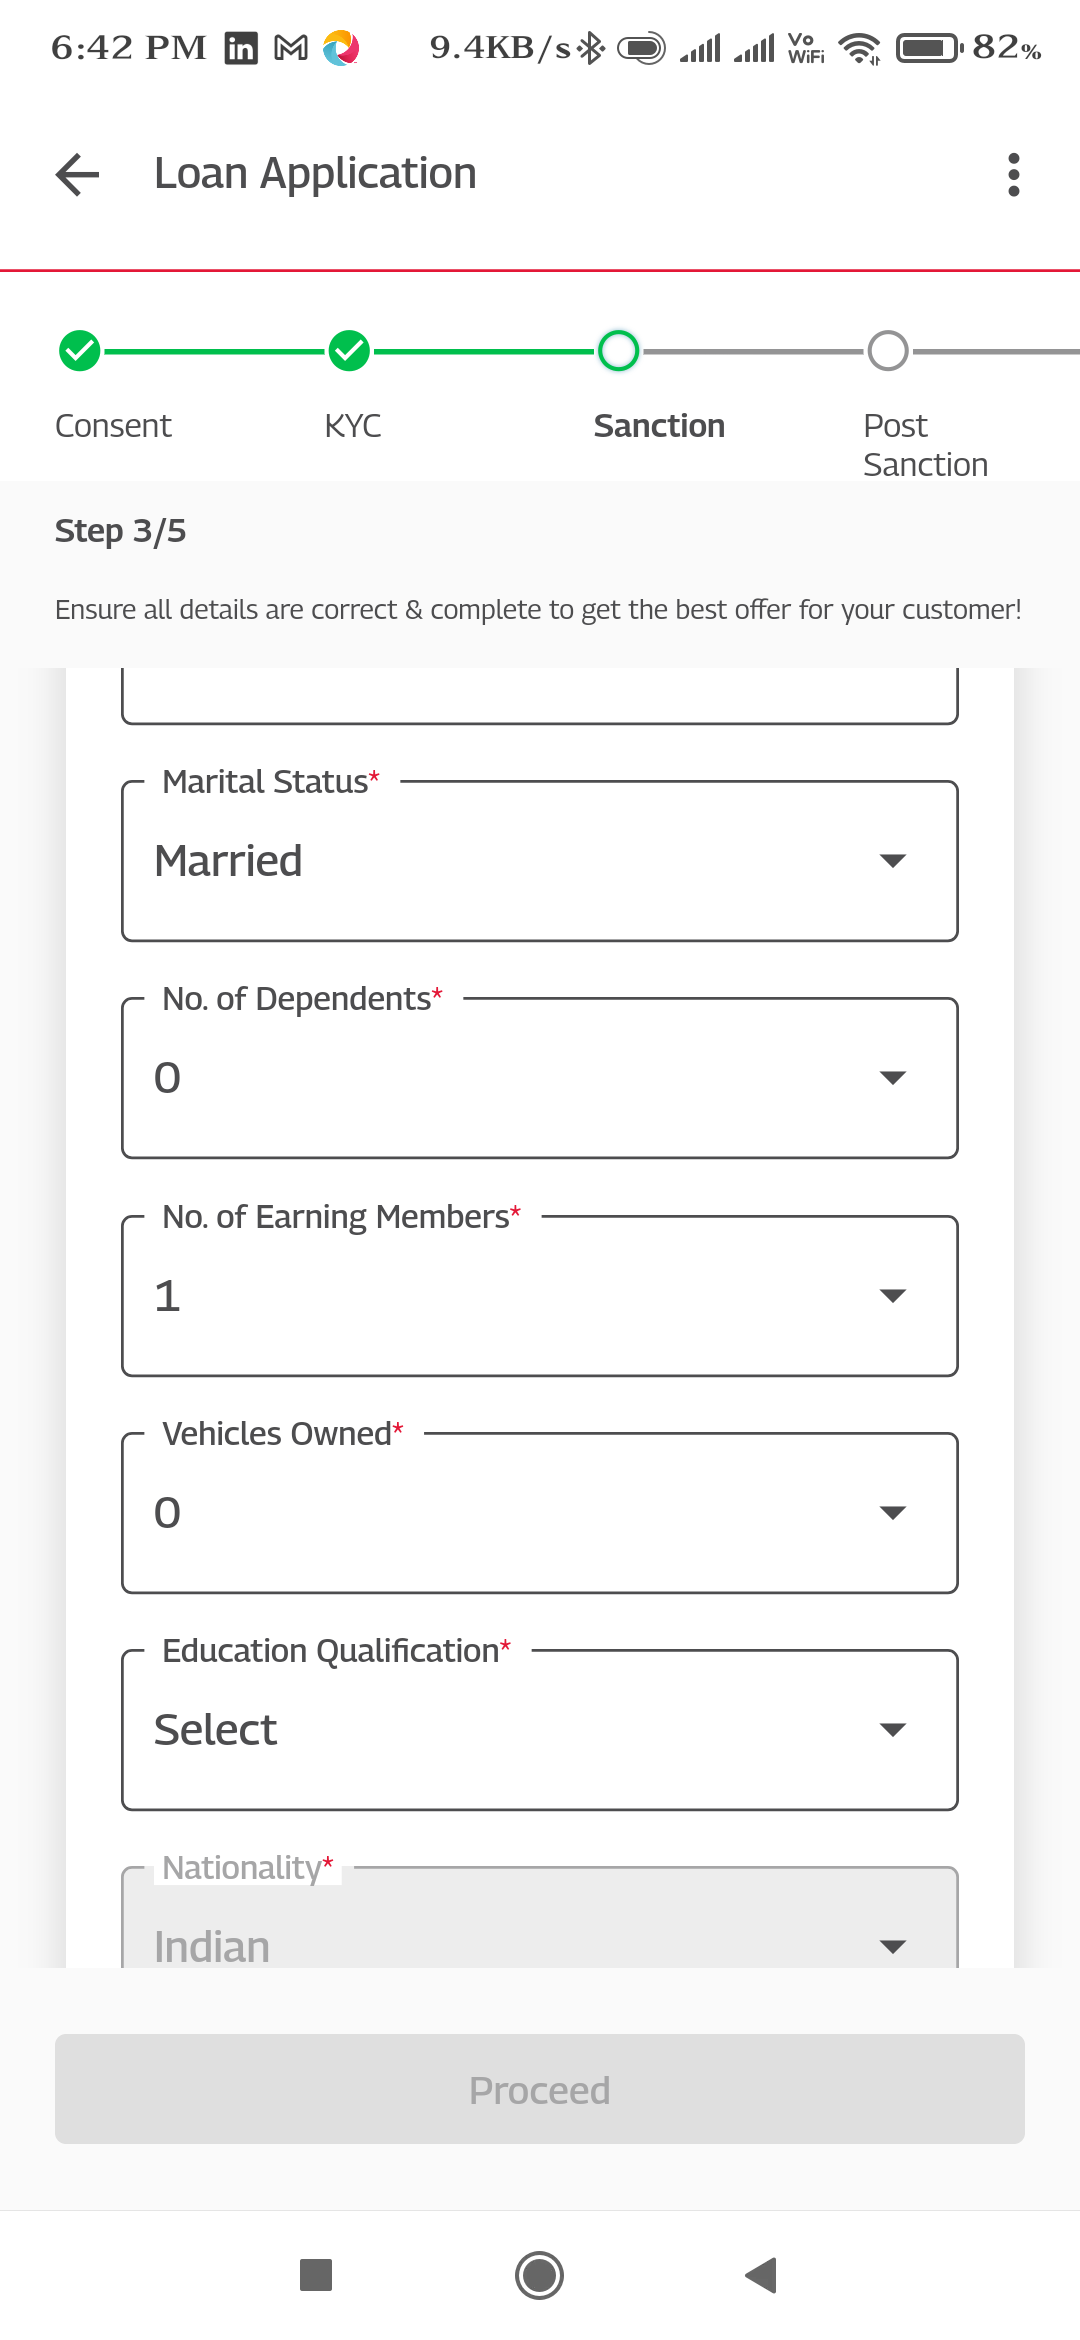 6:42 PM in 9.4KB/s Vo WiFi 82%
Loan Application
Consent KYC Sanction Post Sanction
Step 3/5
Ensure all details are correct & complete to get the best offer for your customer!
Marital Status*
Married
No. of Dependents*
0
No. of Earning Members*
1
Vehicles Owned*
0
Education Qualification*
Select
Nationality*
Indian
Proceed